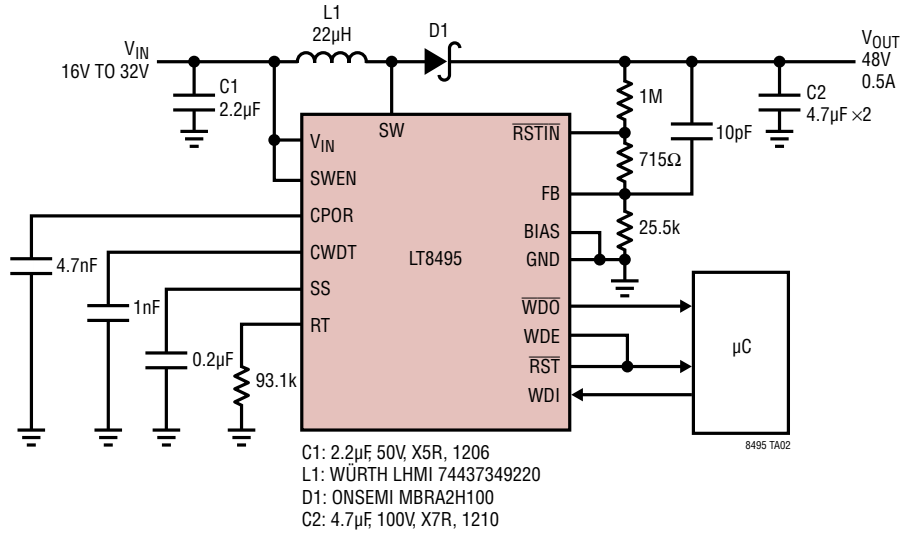 L1
22µH
D1
V_IN
16V TO 32V
V_OUT
48V
0.5A
C1
2.2µF
1M
C2
4.7µF ×2
SW
R̅S̅T̅I̅N̅
10pF
V_IN
715Ω
SWEN
FB
CPOR
25.5k
BIAS
CWDT
LT8495
GND
4.7nF
SS
1nF
W̅D̅O̅
RT
WDE
µC
0.2µF
R̅S̅T̅
93.1k
WDI
8495 TA02
C1: 2.2µF, 50V, X5R, 1206
L1: WÜRTH LHMI 74437349220
D1: ONSEMI MBRA2H100
C2: 4.7µF, 100V, X7R, 1210